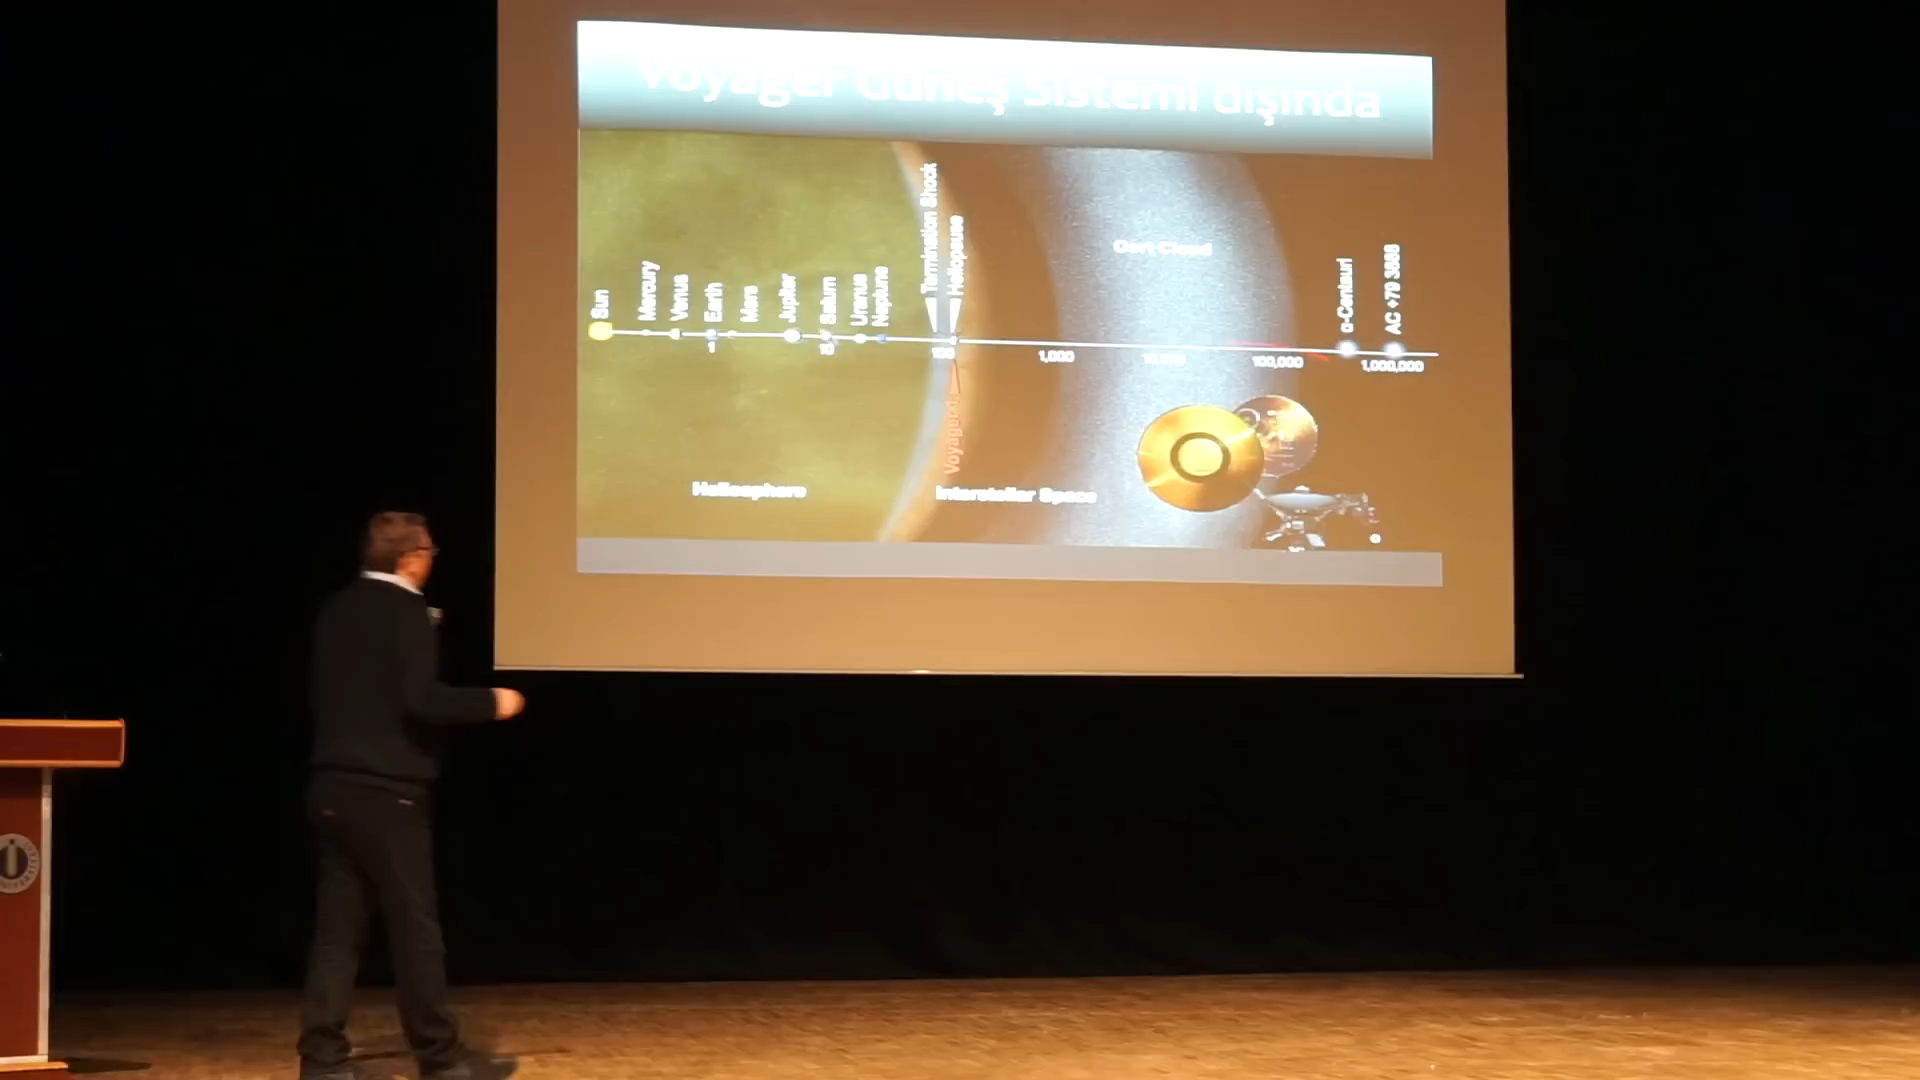 Voyager Güneş Sistemi dışında
Sun
Mercury
Venus
Earth
Mars
Jupiter
Saturn
Uranus
Neptune
Termination Shock
Heliopause
Oort Cloud
α-Centauri
AC +79 3888
1
10
100
1,000
10,000
100,000
1,000,000
Voyager 1
Heliosphere
Interstellar Space